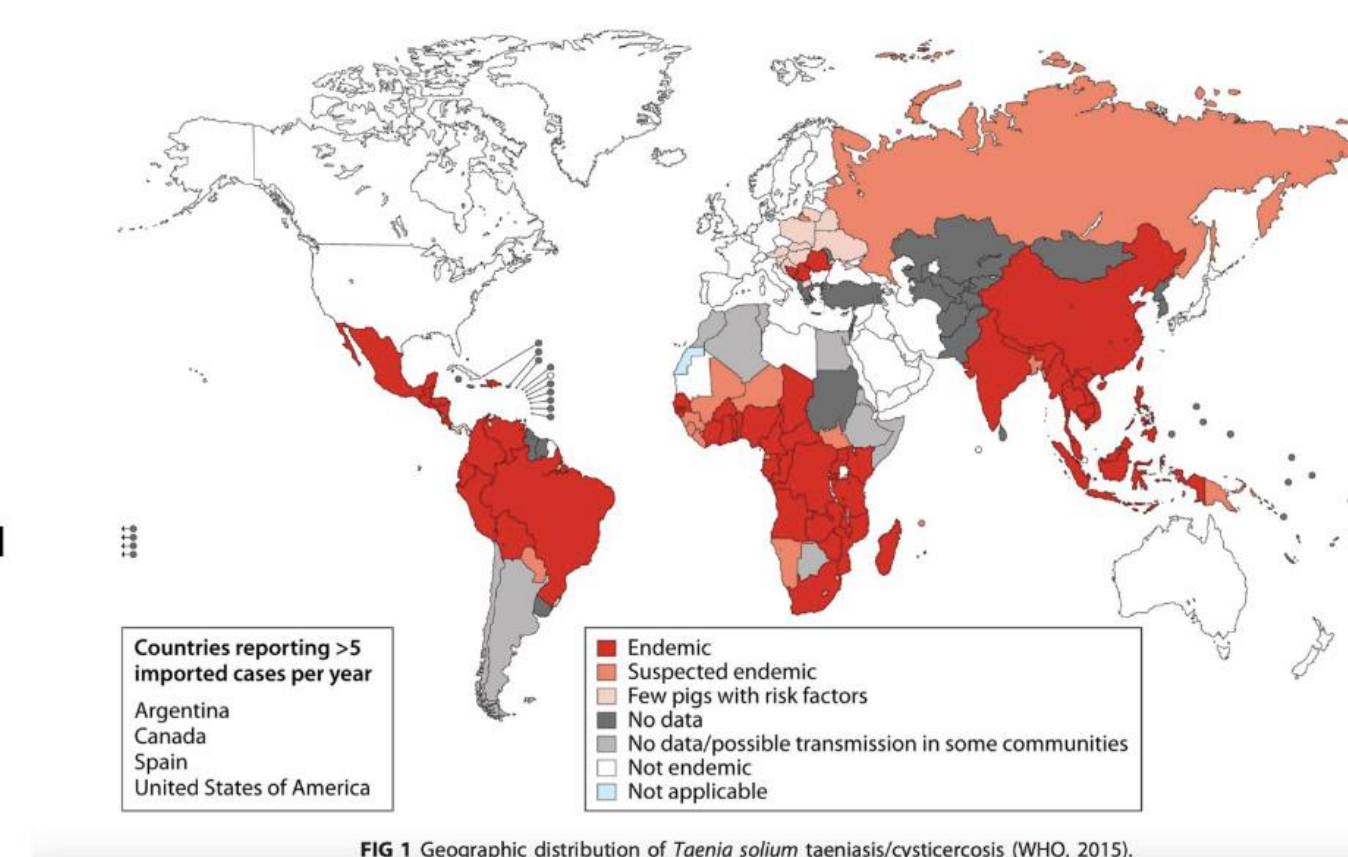 Countries reporting >5
imported cases per year
Argentina
Canada
Spain
United States of America
Endemic
Suspected endemic
Few pigs with risk factors
No data
No data/possible transmission in some communities
Not endemic
Not applicable
FIG 1 Geographic distribution of Taenia solium taeniasis/cysticercosis (WHO, 2015).